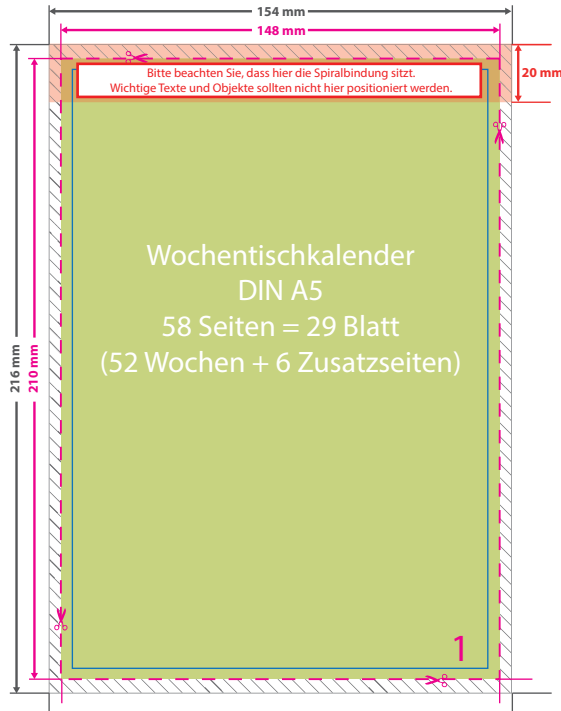 154 mm
148 mm
Bitte beachten Sie, dass hier die Spiralbindung sitzt.
Wichtige Texte und Objekte sollten nicht hier positioniert werden.
20 mm
Wochentischkalender
DIN A5
58 Seiten = 29 Blatt
(52 Wochen + 6 Zusatzseiten)
216 mm
210 mm
1